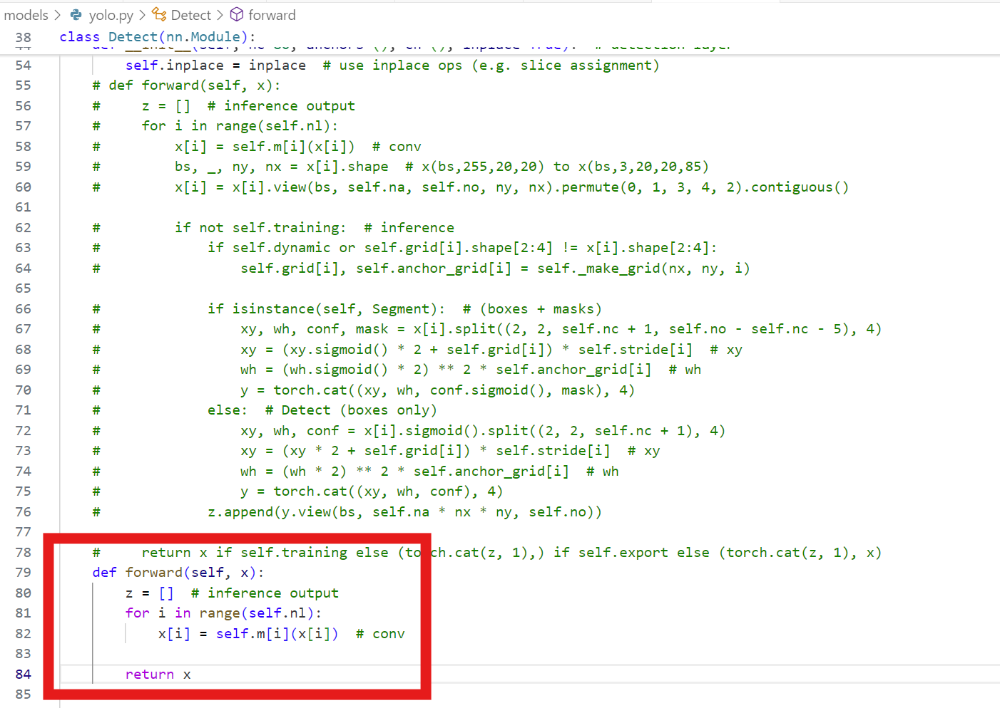 models > yolo.py > Detect > forward
38 class Detect(nn.Module):
44 def __init__(self, nc=80, anchors=(), ch=(), inplace=True):  # detection layer
54 self.inplace = inplace  # use inplace ops (e.g. slice assignment)
55 # def forward(self, x):
56 #     z = []  # inference output
57 #     for i in range(self.nl):
58 #         x[i] = self.m[i](x[i])  # conv
59 #         bs, _, ny, nx = x[i].shape  # x(bs,255,20,20) to x(bs,3,20,20,85)
60 #         x[i] = x[i].view(bs, self.na, self.no, ny, nx).permute(0, 1, 3, 4, 2).contiguous()
61
62 #         if not self.training:  # inference
63 #             if self.dynamic or self.grid[i].shape[2:4] != x[i].shape[2:4]:
64 #                 self.grid[i], self.anchor_grid[i] = self._make_grid(nx, ny, i)
65
66 #             if isinstance(self, Segment):  # (boxes + masks)
67 #                 xy, wh, conf, mask = x[i].split((2, 2, self.nc + 1, self.no - self.nc - 5), 4)
68 #                 xy = (xy.sigmoid() * 2 + self.grid[i]) * self.stride[i]  # xy
69 #                 wh = (wh.sigmoid() * 2) ** 2 * self.anchor_grid[i]  # wh
70 #                 y = torch.cat((xy, wh, conf.sigmoid(), mask), 4)
71 #             else:  # Detect (boxes only)
72 #                 xy, wh, conf = x[i].sigmoid().split((2, 2, self.nc + 1), 4)
73 #                 xy = (xy * 2 + self.grid[i]) * self.stride[i]  # xy
74 #                 wh = (wh * 2) ** 2 * self.anchor_grid[i]  # wh
75 #                 y = torch.cat((xy, wh, conf), 4)
76 #             z.append(y.view(bs, self.na * nx * ny, self.no))
77
78 #     return x if self.training else (torch.cat(z, 1),) if self.export else (torch.cat(z, 1), x)
79 def forward(self, x):
80     z = []  # inference output
81     for i in range(self.nl):
82         x[i] = self.m[i](x[i])  # conv
83
84     return x
85